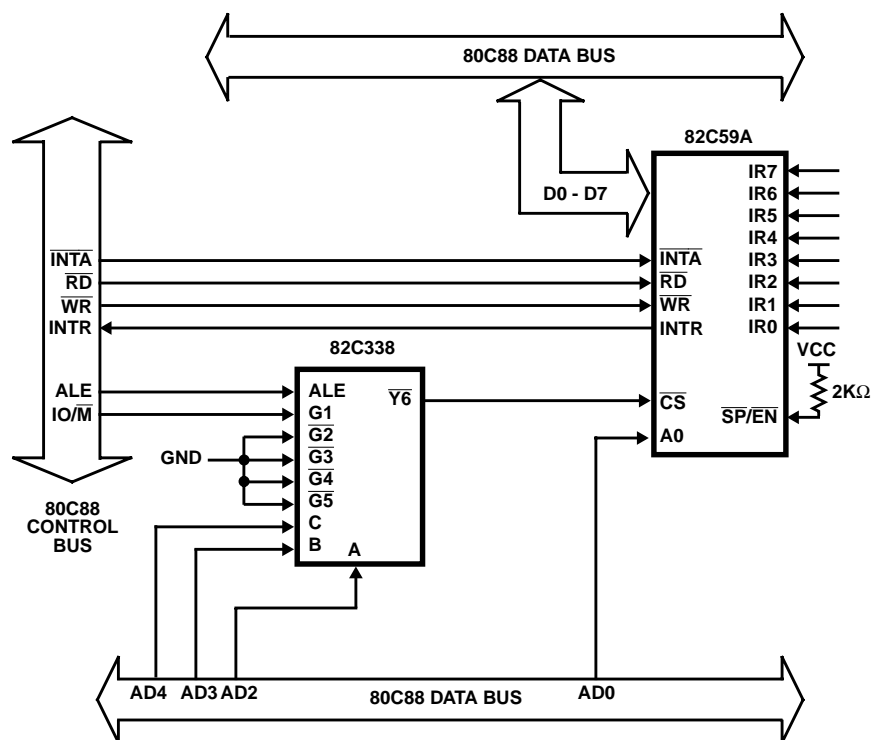 80C88 DATA BUS
82C59A
D0 - D7
IR7
IR6
IR5
IR4
IR3
IR2
IR1
IR0
INTA
RD
WR
INTR
INTA
RD
WR
INTR
VCC
2KΩ
SP/EN
CS
A0
82C338
ALE
IO/M
ALE
G1
G2
G3
G4
G5
C
B
A
Y6
GND
80C88
CONTROL
BUS
AD4
AD3
AD2
AD0
80C88 DATA BUS